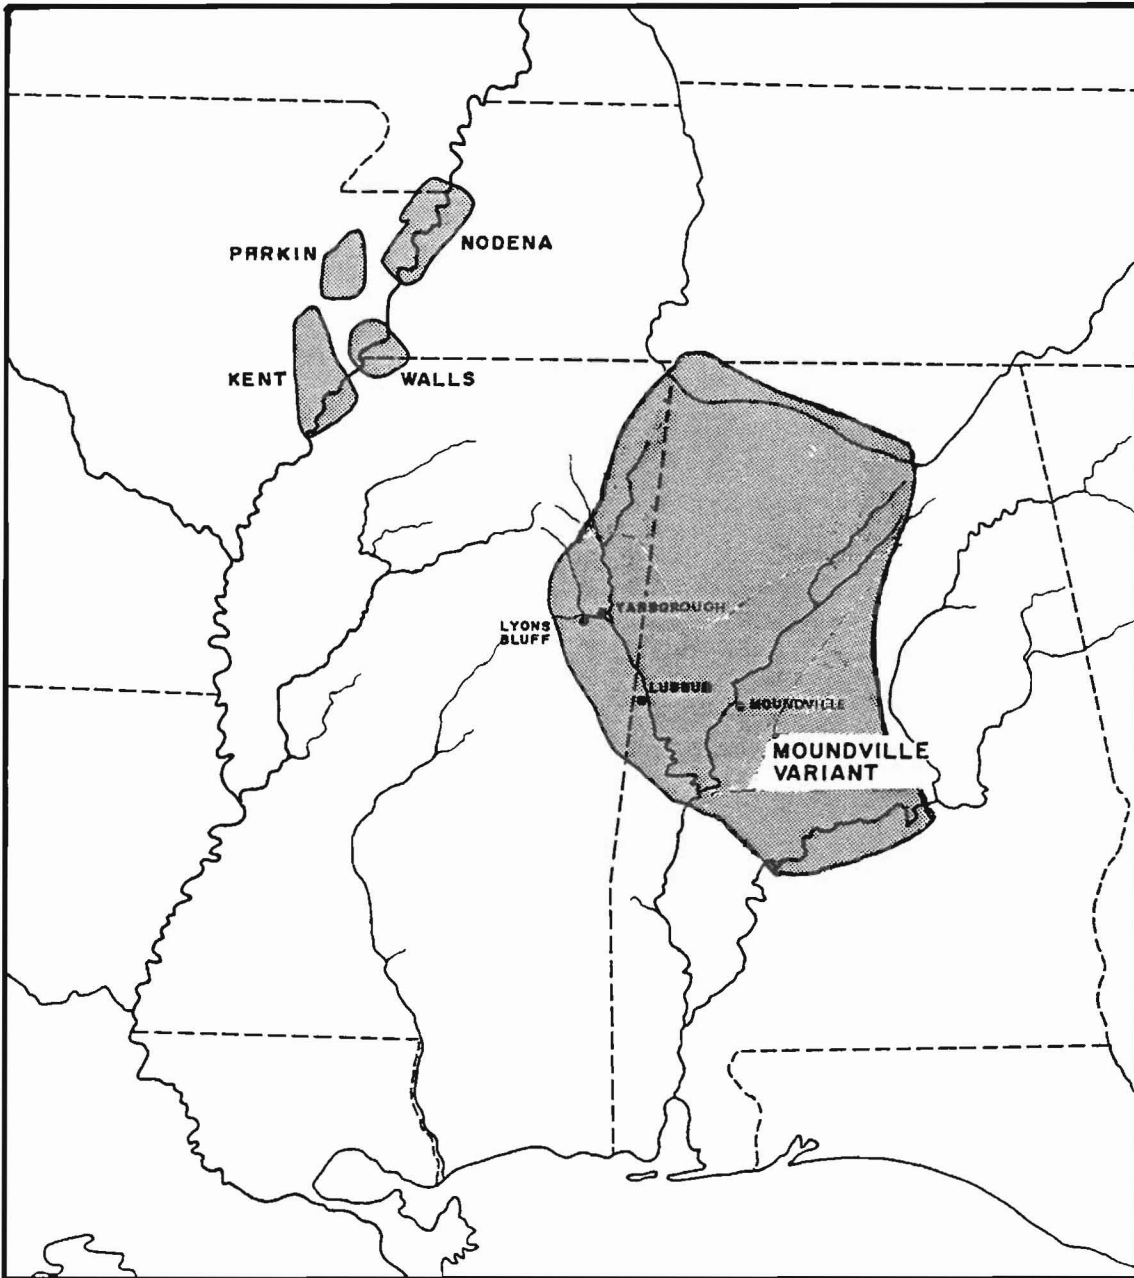 NODENA
PARKIN
KENT
WALLS
YARBOROUGH
LYONS
BLUFF
LUBBUB
MOUNDVILLE
MOUNDVILLE
VARIANT